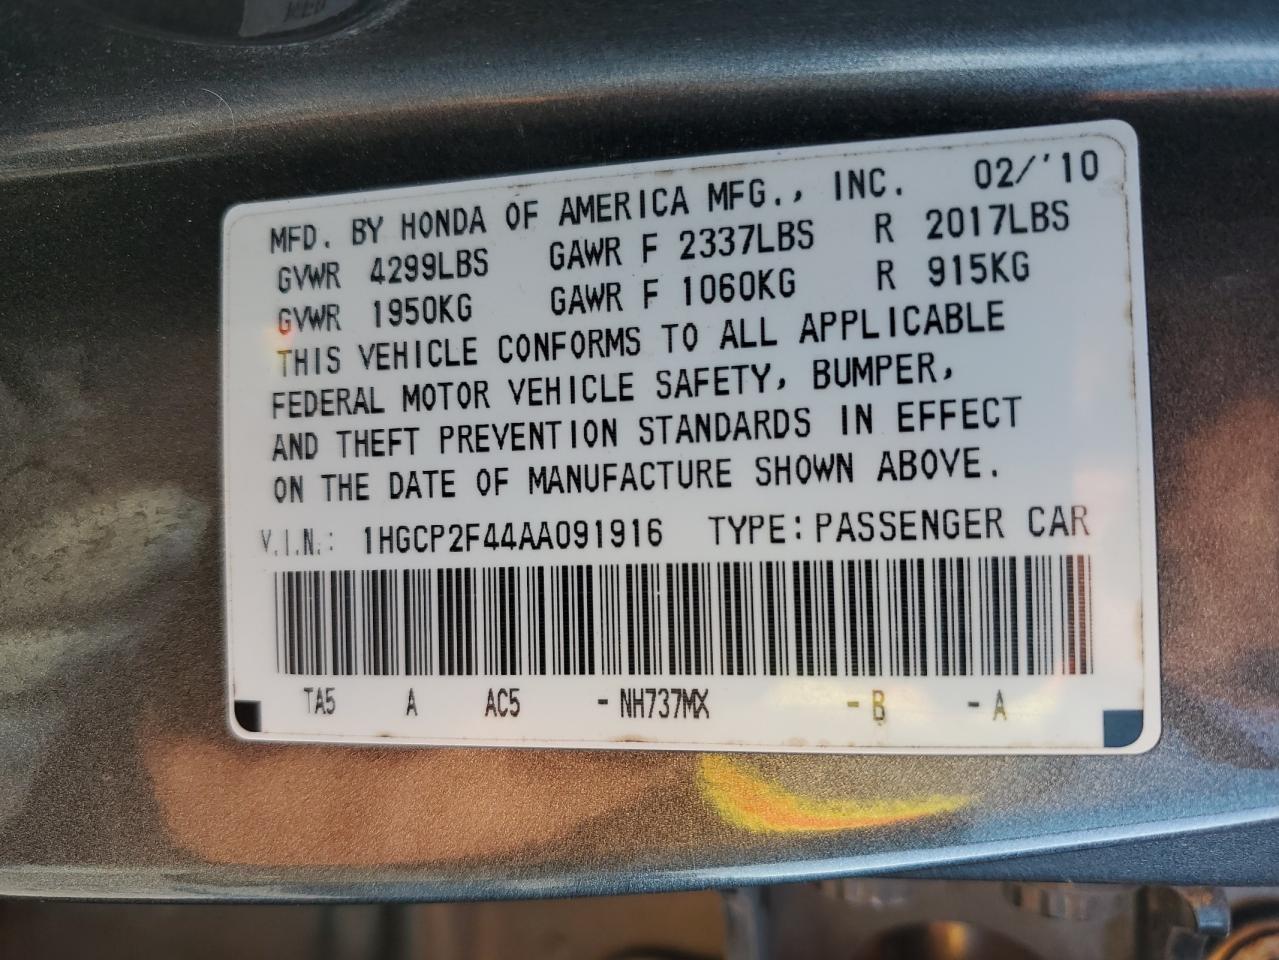 MFD. BY HONDA OF AMERICA MFG., INC. 02/'10
GVWR 4299LBS GAWR F 2337LBS R 2017LBS
GVWR 1950KG GAWR F 1060KG R 915KG
THIS VEHICLE CONFORMS TO ALL APPLICABLE
FEDERAL MOTOR VEHICLE SAFETY, BUMPER,
AND THEFT PREVENTION STANDARDS IN EFFECT
ON THE DATE OF MANUFACTURE SHOWN ABOVE.
V.I.N.: 1HGCP2F44AA091916 TYPE: PASSENGER CAR
TA5 A AC5 - NH737MX - B - A